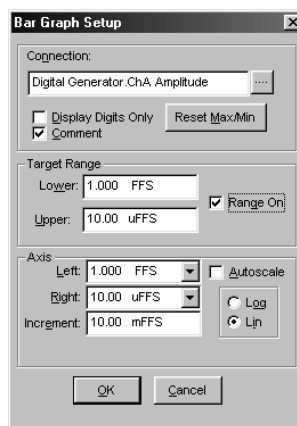 Bar Graph Setup
Connection:
Digital Generator.ChA Amplitude
....
Display Digits Only
Comment
Reset Max/Min
Target Range
Lower: 1.000 FFS
Upper: 10.00 uFFS
Range On
Axis
Left: 1.000 FFS
Autoscale
Right: 10.00 uFFS
Log
Increment: 10.00 mFFS
Lin
OK
Cancel